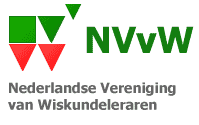 NVvW
Nederlandse Vereniging
van Wiskundeleraren